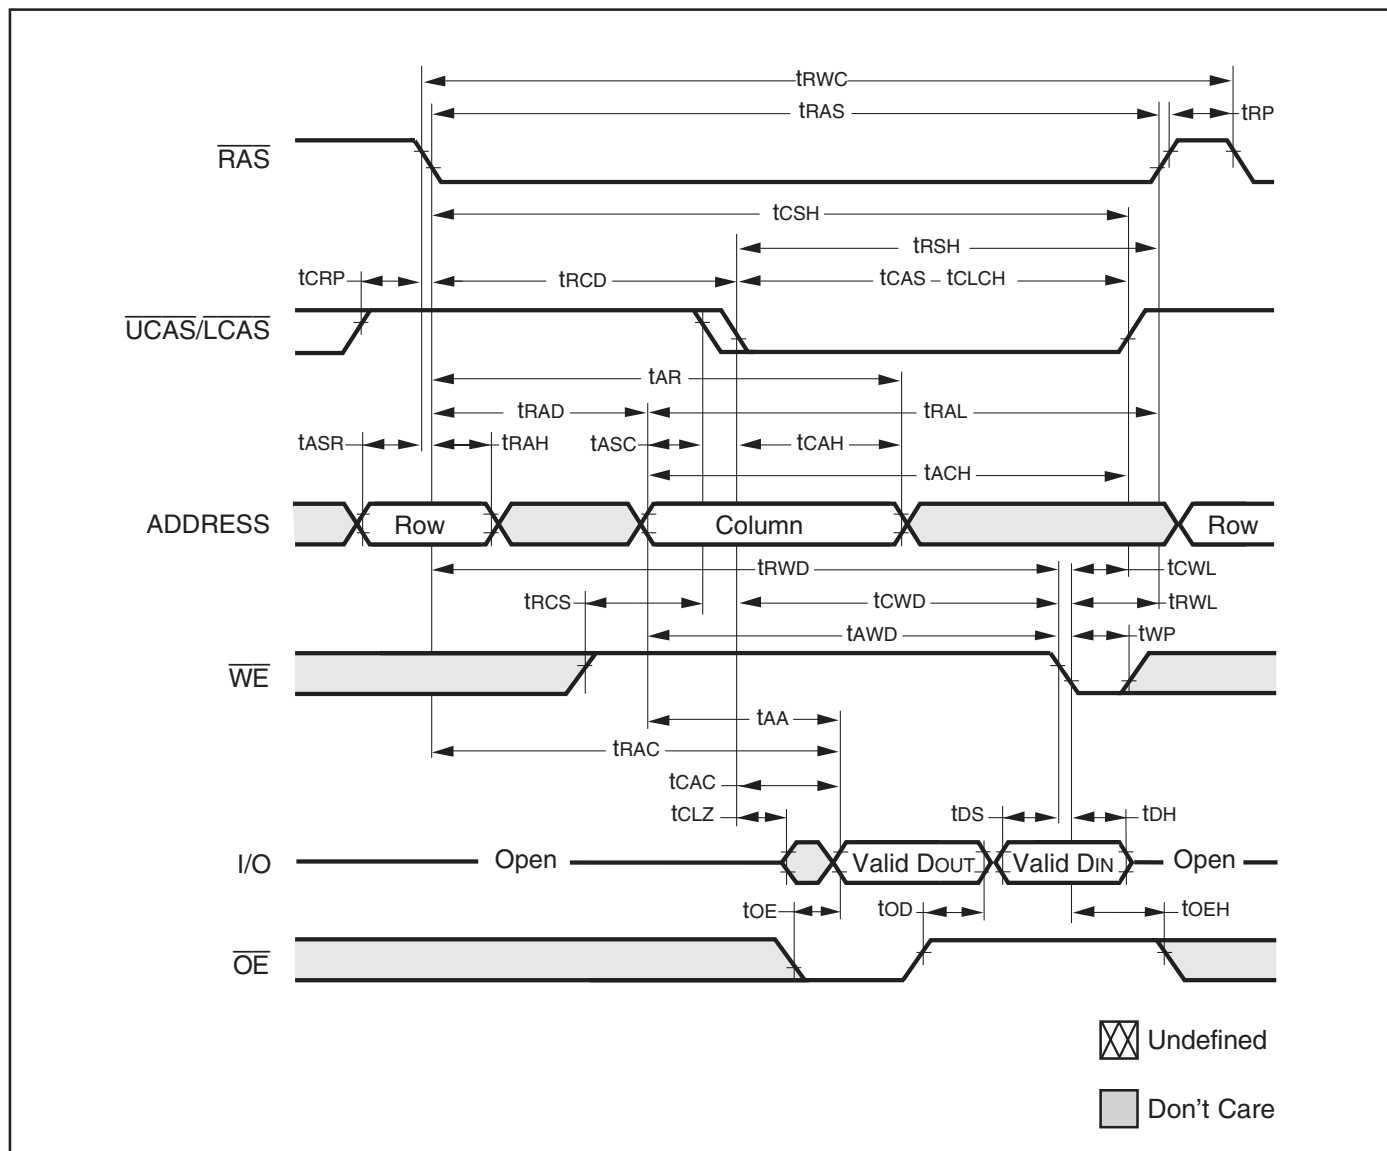 tRWC
tRAS
tRP
RAS
tCSH
tRSH
tCRP
tRCD
tCAS – tCLCH
UCAS/LCAS
tAR
tRAD
tRAL
tASR
tRAH
tASC
tCAH
tACH
ADDRESS
Row
Column
Row
tRWD
tCWL
tRCS
tCWD
tRWL
tAWD
tWP
WE
tAA
tRAC
tCAC
tCLZ
tDS
tDH
I/O
Open
Valid DOUT
Valid DIN
Open
tOE
tOD
tOEH
OE
Undefined
Don't Care